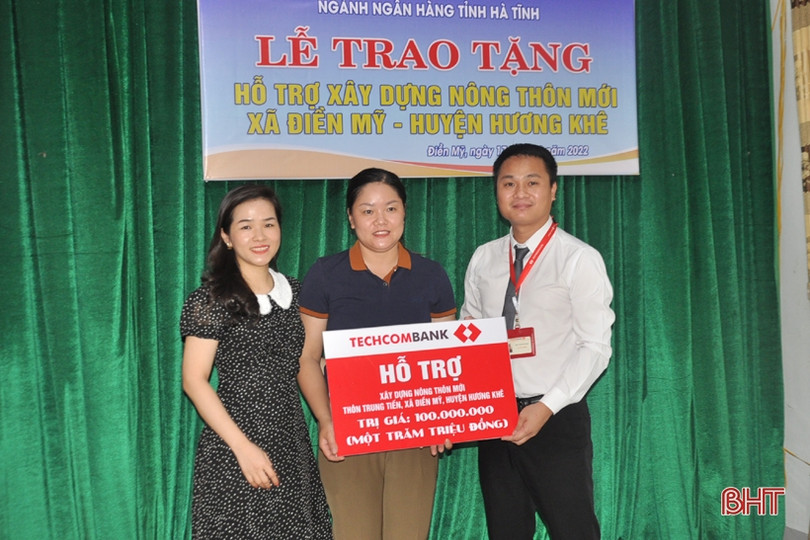 NGÀNH NGÂN HÀNG TỈNH HÀ TĨNH
LỄ TRAO TẶNG
HỖ TRỢ XÂY DỰNG NÔNG THÔN MỚI
XÃ ĐIỀN MỸ - HUYỆN HƯƠNG KHÊ
Điền Mỹ, ngày năm 2022
TECHCOMBANK
HỖ TRỢ
XÂY DỰNG NÔNG THÔN MỚI
THÔN TRUNG TIẾN, XÃ ĐIỀN MỸ, HUYỆN HƯƠNG KHÊ
TRỊ GIÁ: 100.000.000
(MỘT TRĂM TRIỆU ĐỒNG)
BHT